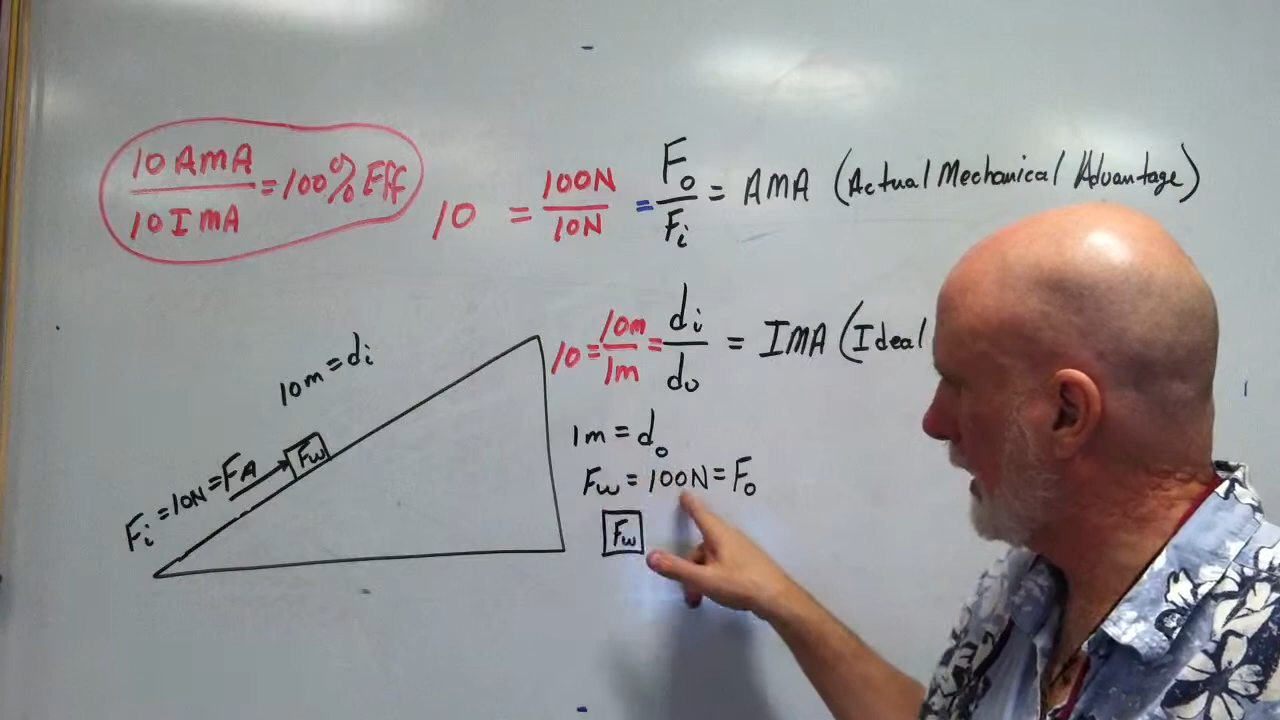 10 AMA / 10 IMA = 100% Eff
10 = 100N / 10N = Fo / Fi = AMA (Actual Mechanical Advantage)
10 = 10m / 1m = di / do = IMA (Ideal
10m = di
1m = do
Fw = 100N = Fo
Fi = 10N = FA
Fw
Fw